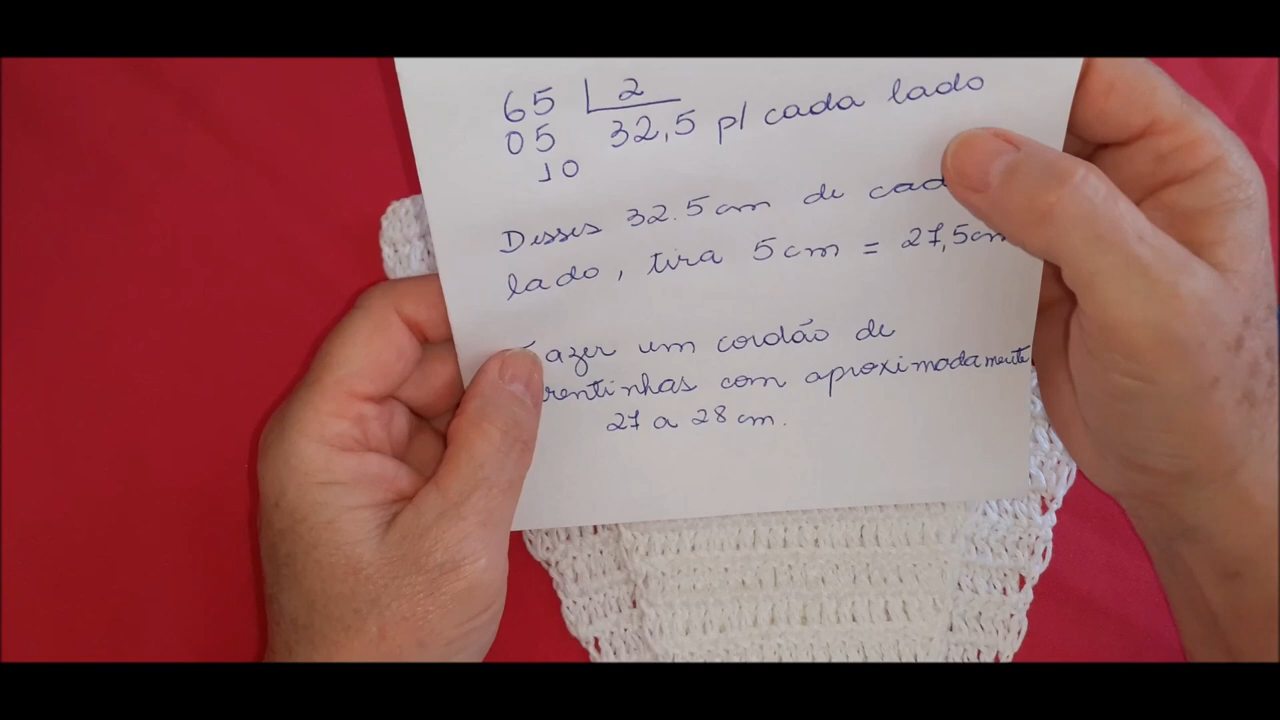 65 2
05 32,5 p/ cada lado
10
Desses 32.5cm de cad
lado, tira 5cm = 27,5cm
azer um cordão de
rentinhas com aproximadamente
27 a 28 cm.